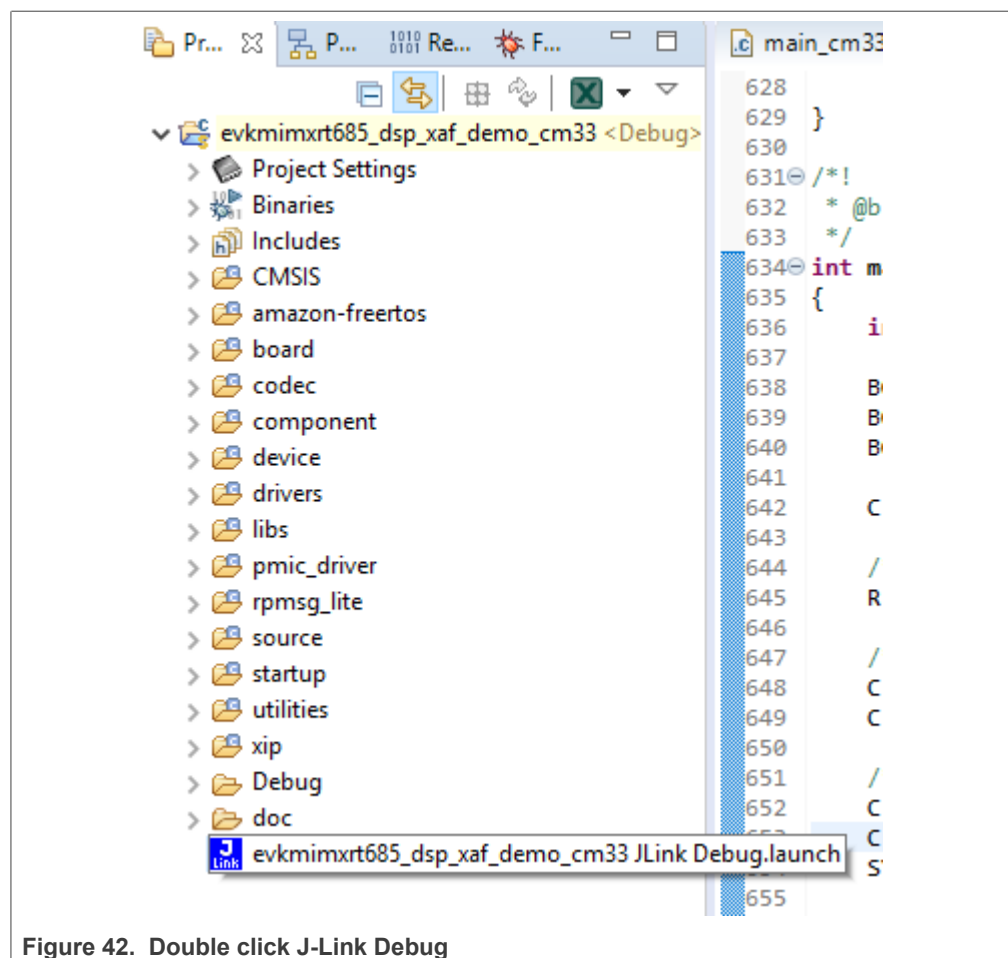 Pr... P... 1010 0101 Re... F...
evkmimxrt685_dsp_xaf_demo_cm33 <Debug>
Project Settings
Binaries
Includes
CMSIS
amazon-freertos
board
codec
component
device
drivers
libs
pmic_driver
rpmsg_lite
source
startup
utilities
xip
Debug
doc
J Link evkmimxrt685_dsp_xaf_demo_cm33 JLink Debug.launch
.c main_cm33
628
629 }
630
631 /*!
632 * @b
633 */
634 int m
635 {
636 i
637
638 B
639 B
640 B
641
642 C
643
644 /
645 R
646
647 /
648 C
649 C
650
651 /
652 C
C
S
655
Figure 42. Double click J-Link Debug